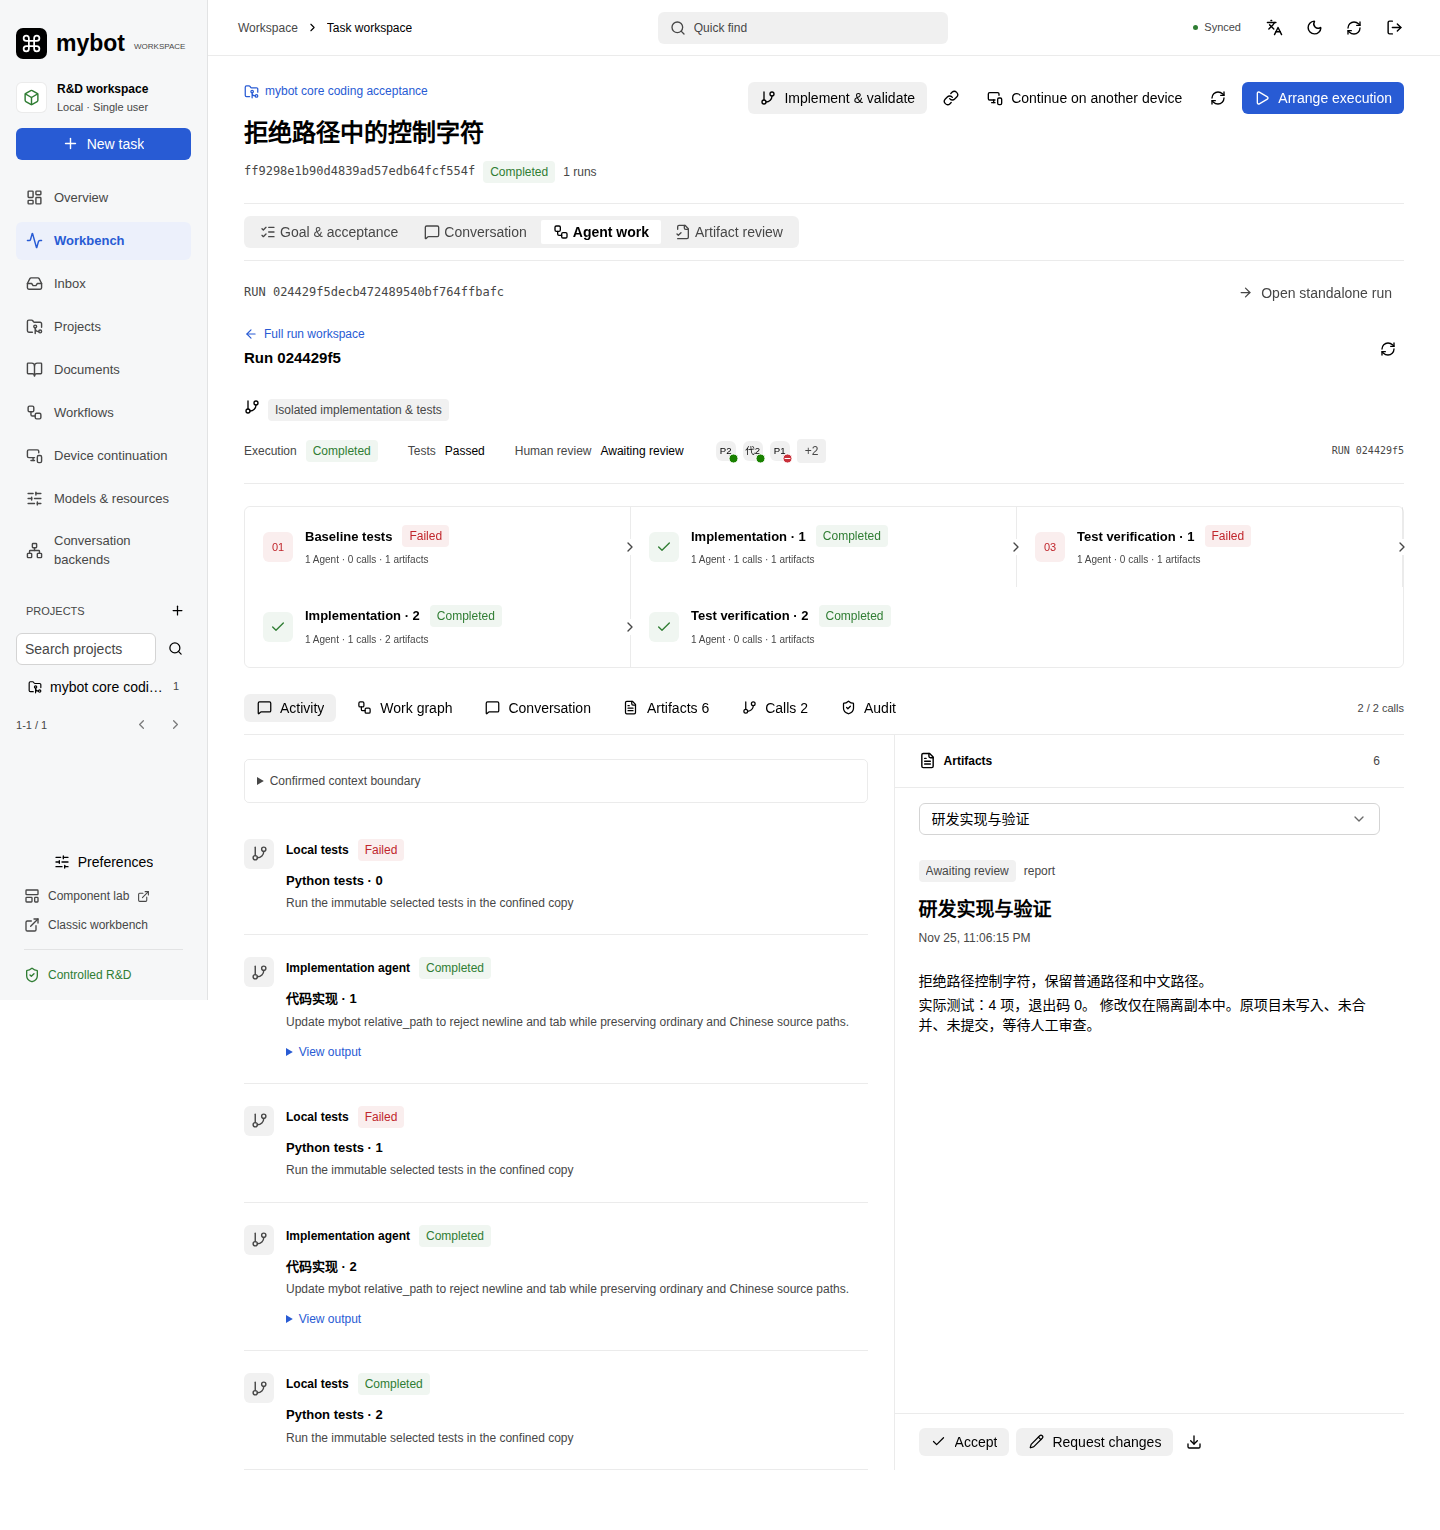 mybot WORKSPACE
R&D workspace
Local · Single user
New task
Overview
Workbench
Inbox
Projects
Documents
Workflows
Device continuation
Models & resources
Conversation
backends
PROJECTS
Search projects
mybot core codi… 1
1-1 / 1
Preferences
Component lab
Classic workbench
Controlled R&D
Workspace Task workspace
Quick find
Synced
mybot core coding acceptance
Implement & validate
Continue on another device
Arrange execution
拒绝路径中的控制字符
ff9298e1b90d4839ad57edb64fcf554f Completed 1 runs
Goal & acceptance Conversation Agent work Artifact review
RUN 024429f5decb472489540bf764ffbafc
Open standalone run
Full run workspace
Run 024429f5
Isolated implementation & tests
Execution Completed Tests Passed Human review Awaiting review P2 代2 P1 +2 RUN 024429f5
01 Baseline tests Failed
1 Agent · 0 calls · 1 artifacts
Implementation · 1 Completed
1 Agent · 1 calls · 1 artifacts
03 Test verification · 1 Failed
1 Agent · 0 calls · 1 artifacts
Implementation · 2 Completed
1 Agent · 1 calls · 2 artifacts
Test verification · 2 Completed
1 Agent · 0 calls · 1 artifacts
Activity Work graph Conversation Artifacts 6 Calls 2 Audit 2 / 2 calls
Confirmed context boundary
Local tests Failed
Python tests · 0
Run the immutable selected tests in the confined copy
Implementation agent Completed
代码实现 · 1
Update mybot relative_path to reject newline and tab while preserving ordinary and Chinese source paths.
View output
Local tests Failed
Python tests · 1
Run the immutable selected tests in the confined copy
Implementation agent Completed
代码实现 · 2
Update mybot relative_path to reject newline and tab while preserving ordinary and Chinese source paths.
View output
Local tests Completed
Python tests · 2
Run the immutable selected tests in the confined copy
Artifacts 6
研发实现与验证
Awaiting review report
研发实现与验证
Nov 25, 11:06:15 PM
拒绝路径控制字符，保留普通路径和中文路径。
实际测试：4 项，退出码 0。 修改仅在隔离副本中。原项目未写入、未合
并、未提交，等待人工审查。
Accept Request changes